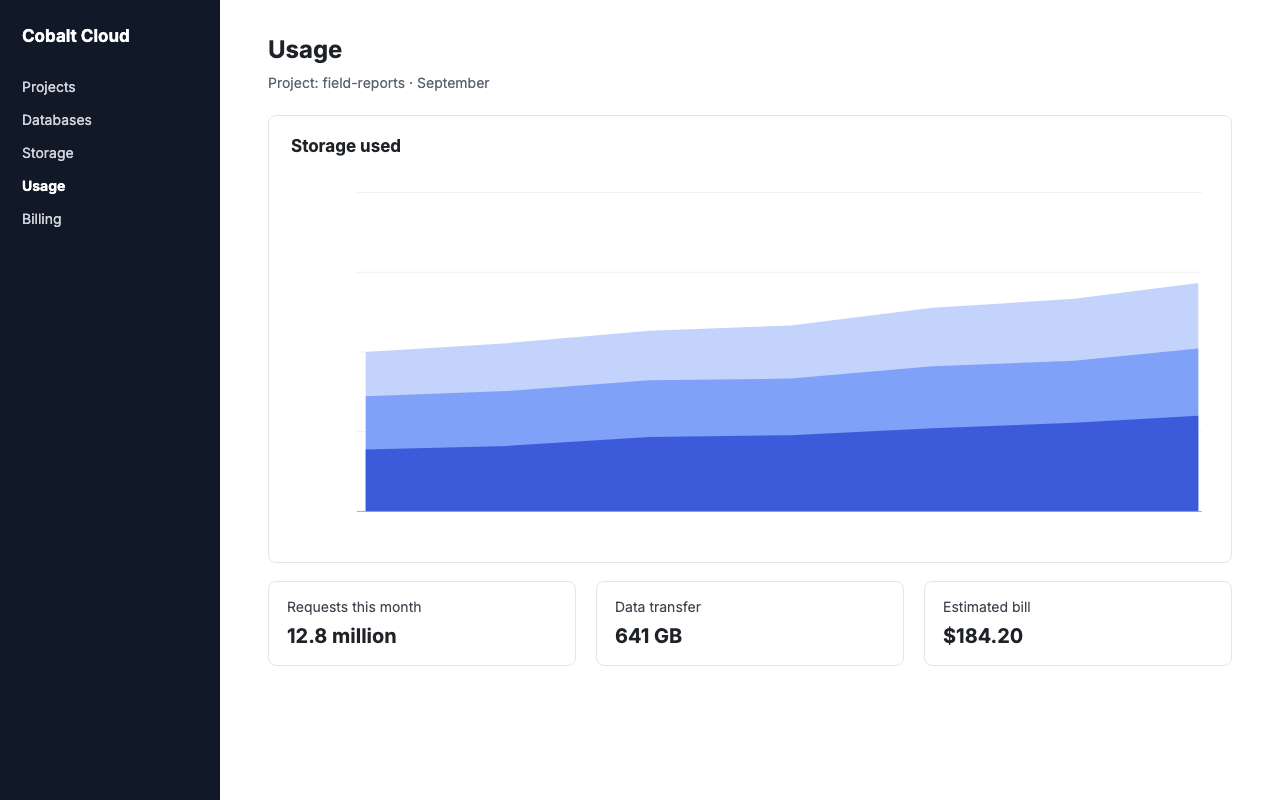 Cobalt Cloud
Projects
Databases
Storage
Usage
Billing
Usage
Project: field-reports · September
Storage used
Requests this month
12.8 million
Data transfer
641 GB
Estimated bill
$184.20